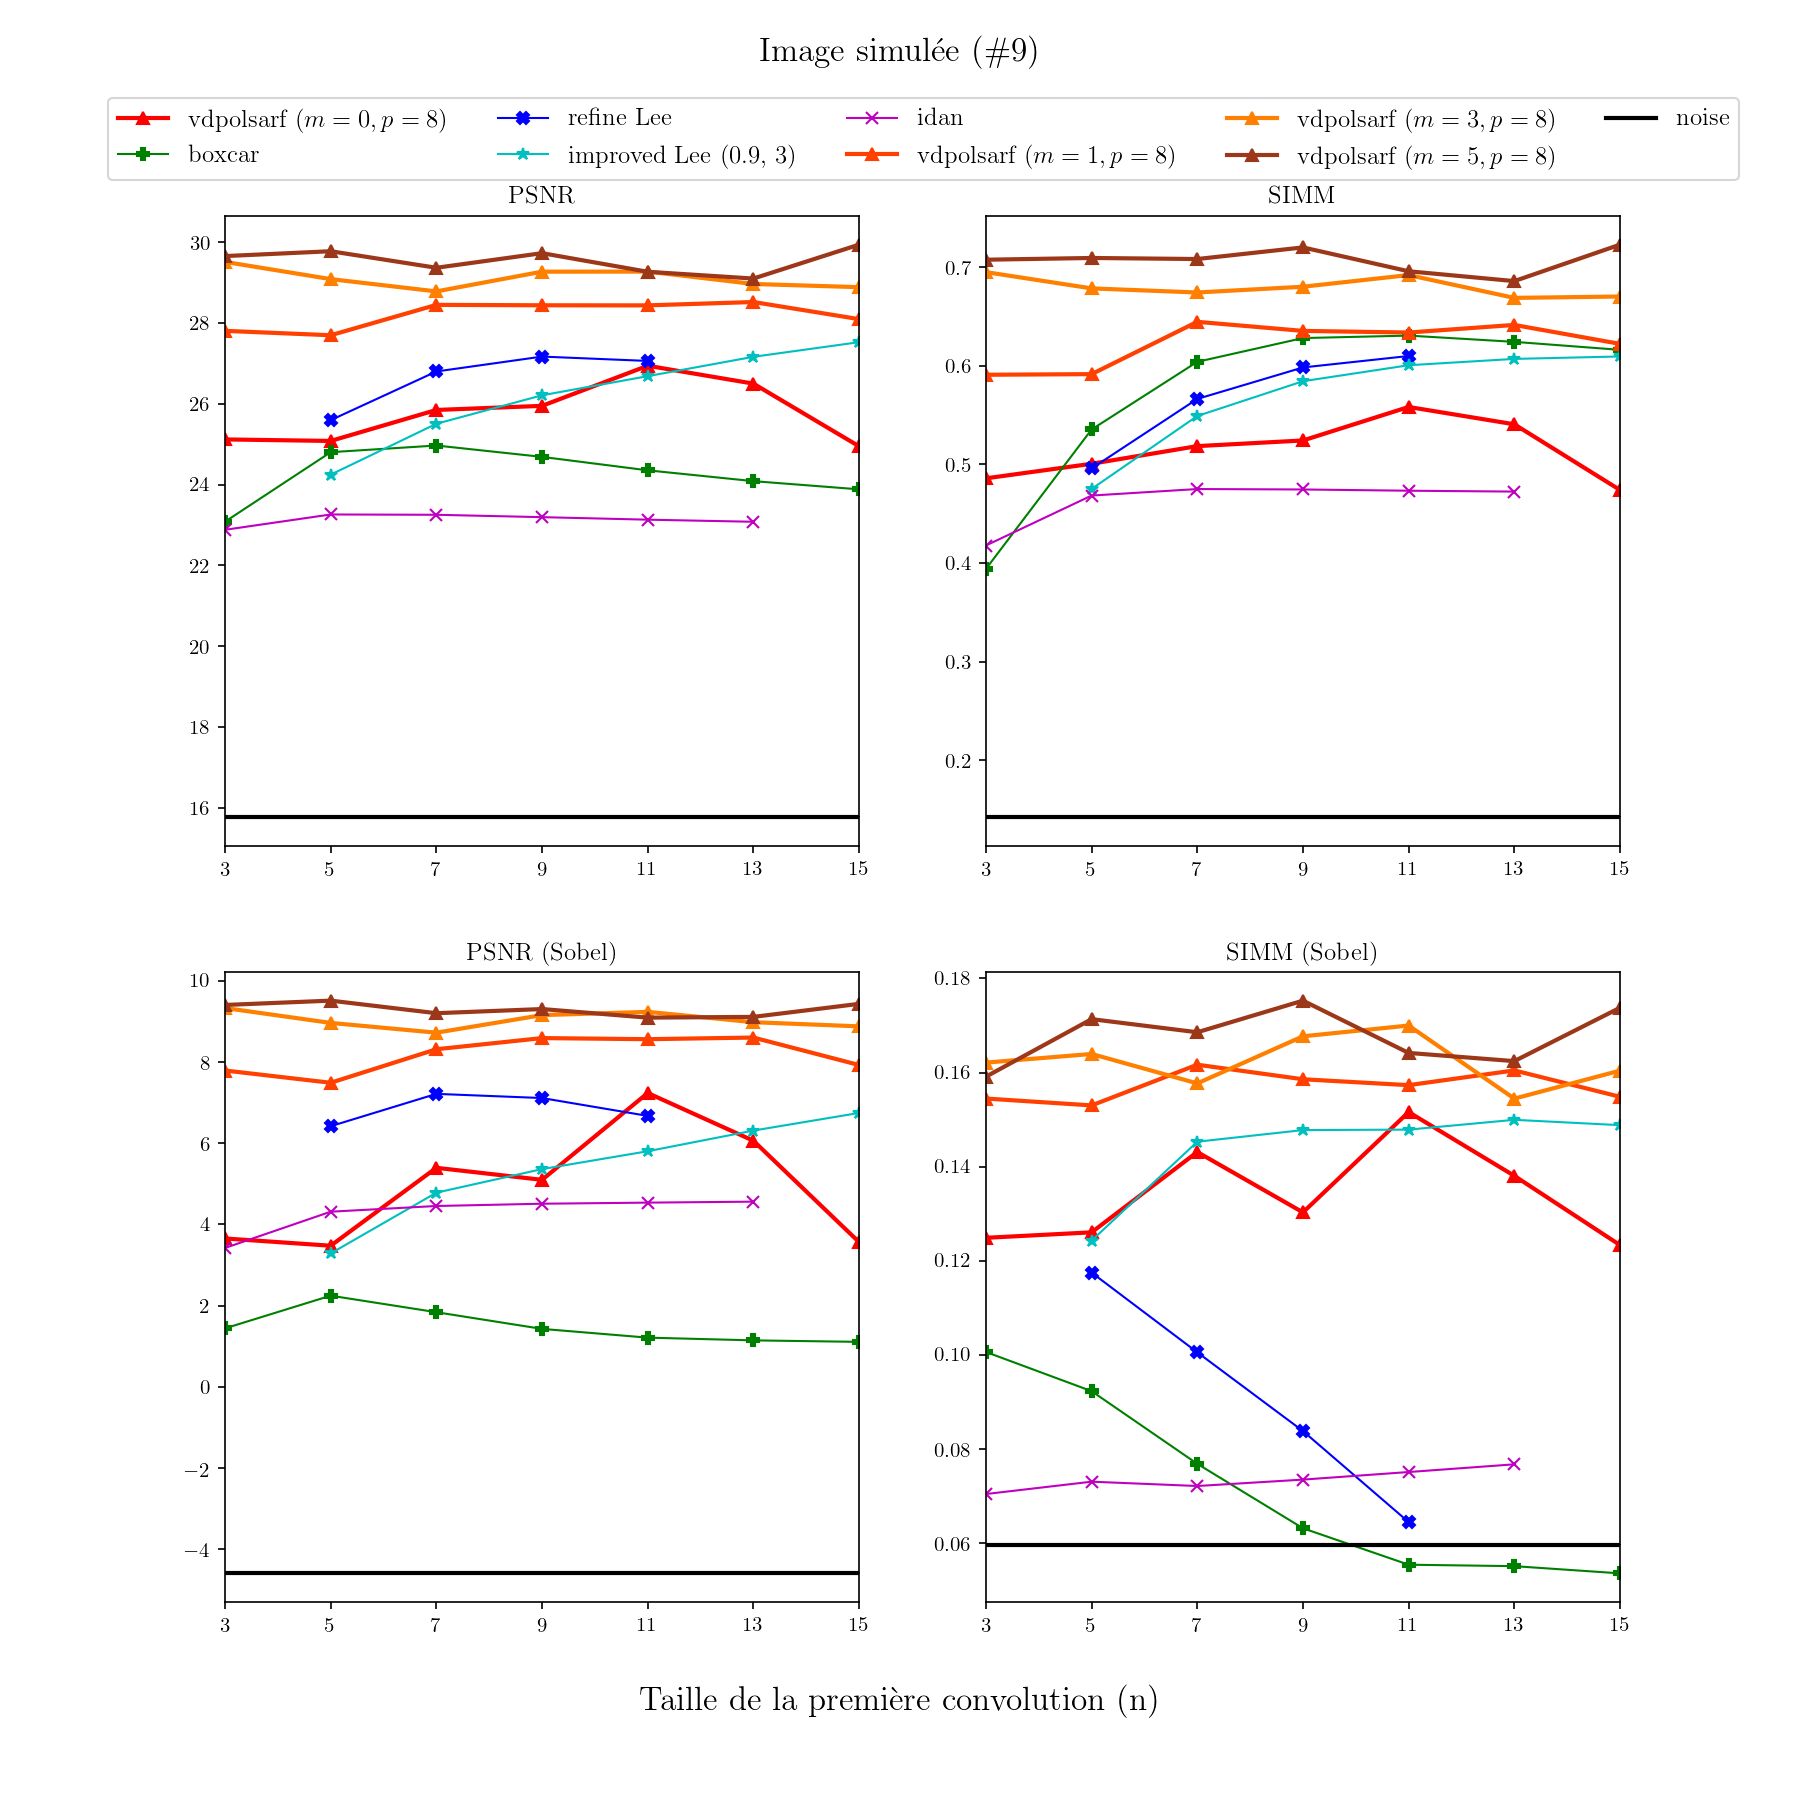 Image simulée (#9)
vdpolsarf (m = 0, p = 8) refine Lee idan vdpolsarf (m = 3, p = 8) noise
boxcar improved Lee (0.9, 3) vdpolsarf (m = 1, p = 8) vdpolsarf (m = 5, p = 8)
PSNR
30
28
26
24
22
20
18
16
3 5 7 9 11 13 15
SIMM
0.7
0.6
0.5
0.4
0.3
0.2
3 5 7 9 11 13 15
PSNR (Sobel)
10
8
6
4
2
0
−2
−4
3 5 7 9 11 13 15
SIMM (Sobel)
0.18
0.16
0.14
0.12
0.10
0.08
0.06
3 5 7 9 11 13 15
Taille de la première convolution (n)